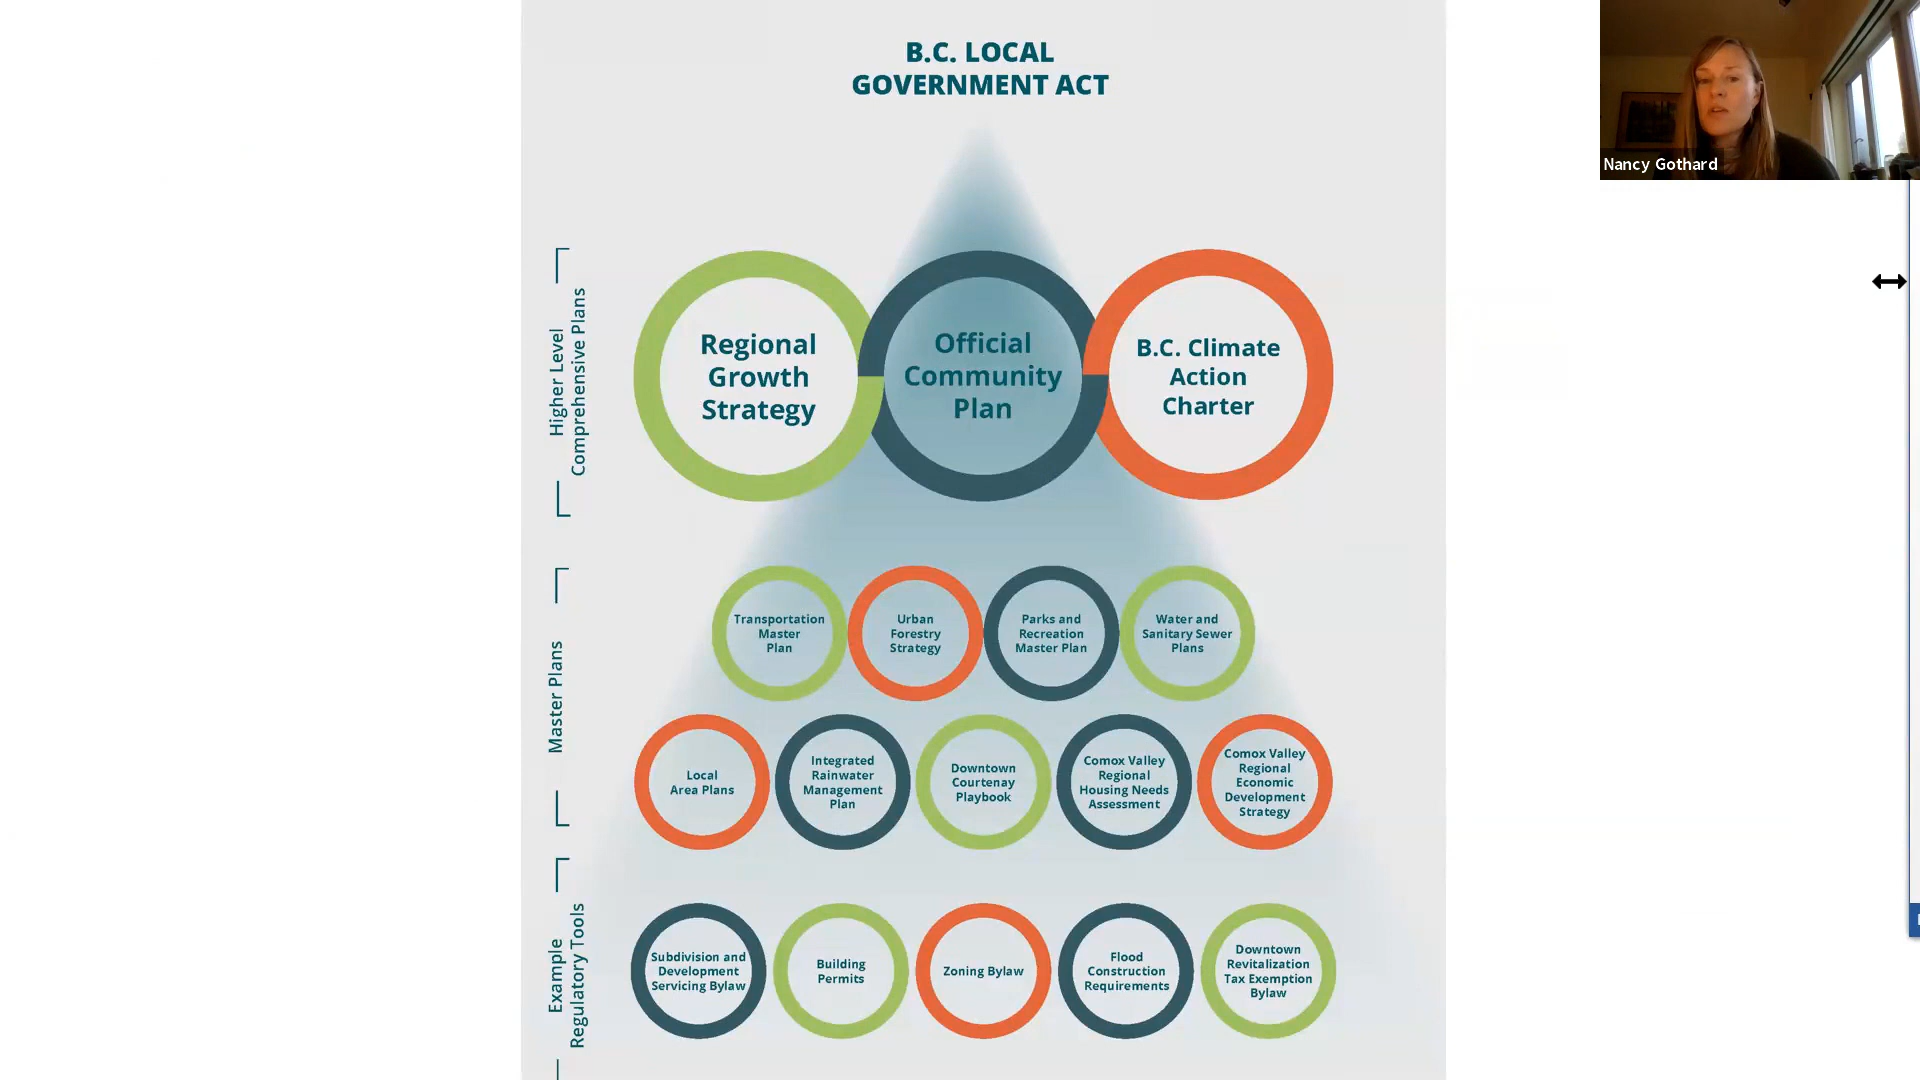 B.C. LOCAL
GOVERNMENT ACT
Nancy Gothard
Higher Level
Comprehensive Plans
Regional
Growth
Strategy
Official
Community
Plan
B.C. Climate
Action
Charter
Master Plans
Transportation
Master
Plan
Urban
Forestry
Strategy
Parks and
Recreation
Master Plan
Water and
Sanitary Sewer
Plans
Local
Area Plans
Integrated
Rainwater
Management
Plan
Downtown
Courtenay
Playbook
Comox Valley
Regional
Housing Needs
Assessment
Comox Valley
Regional
Economic
Development
Strategy
Example
Regulatory Tools
Subdivision and
Development
Servicing Bylaw
Building
Permits
Zoning Bylaw
Flood
Construction
Requirements
Downtown
Revitalization
Tax Exemption
Bylaw